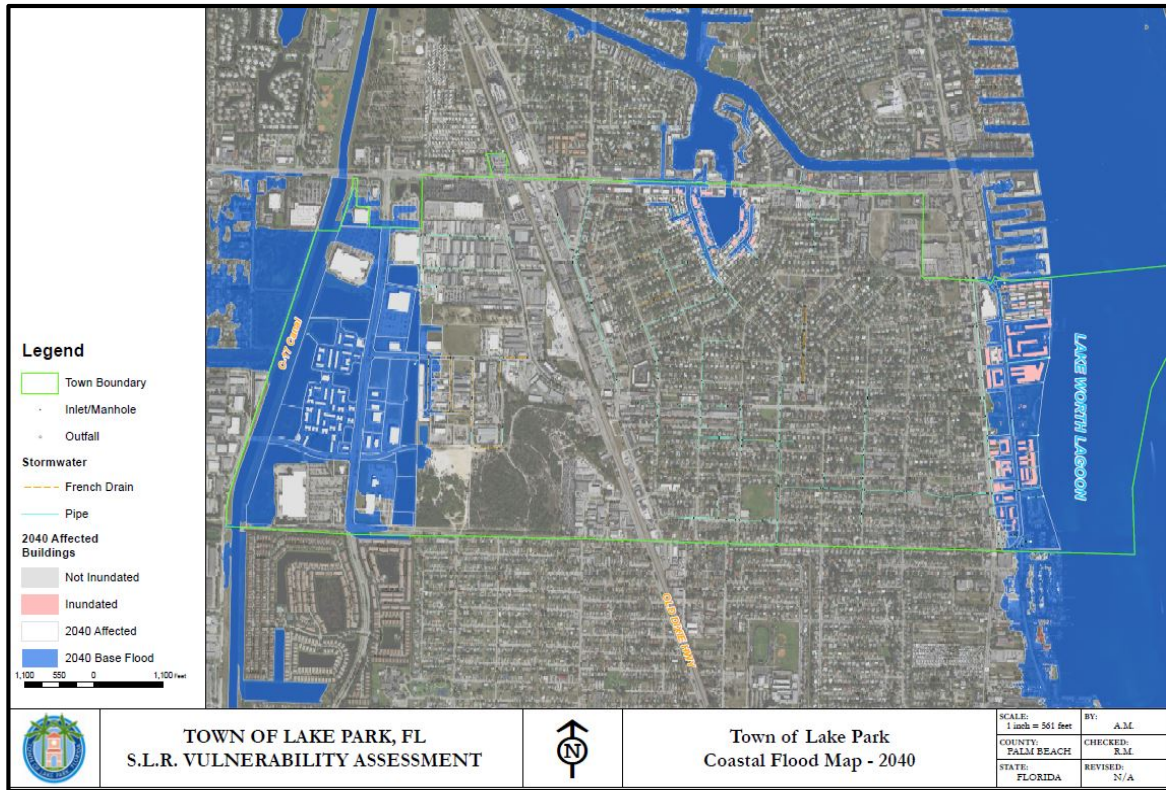 C-17 Canal
LAKE WORTH LAGOON
OLD DIXIE HWY
Legend
Town Boundary
Inlet/Manhole
Outfall
Stormwater
French Drain
Pipe
2040 Affected
Buildings
Not Inundated
Inundated
2040 Affected
2040 Base Flood
1,100 550 0 1,100 Feet
TOWN OF LAKE PARK, FL
S.L.R. VULNERABILITY ASSESSMENT
N
Town of Lake Park
Coastal Flood Map - 2040
SCALE:
1 inch = 561 feet
BY:
A.M.
COUNTY:
PALM BEACH
CHECKED:
R.M.
STATE:
FLORIDA
REVISED:
N/A